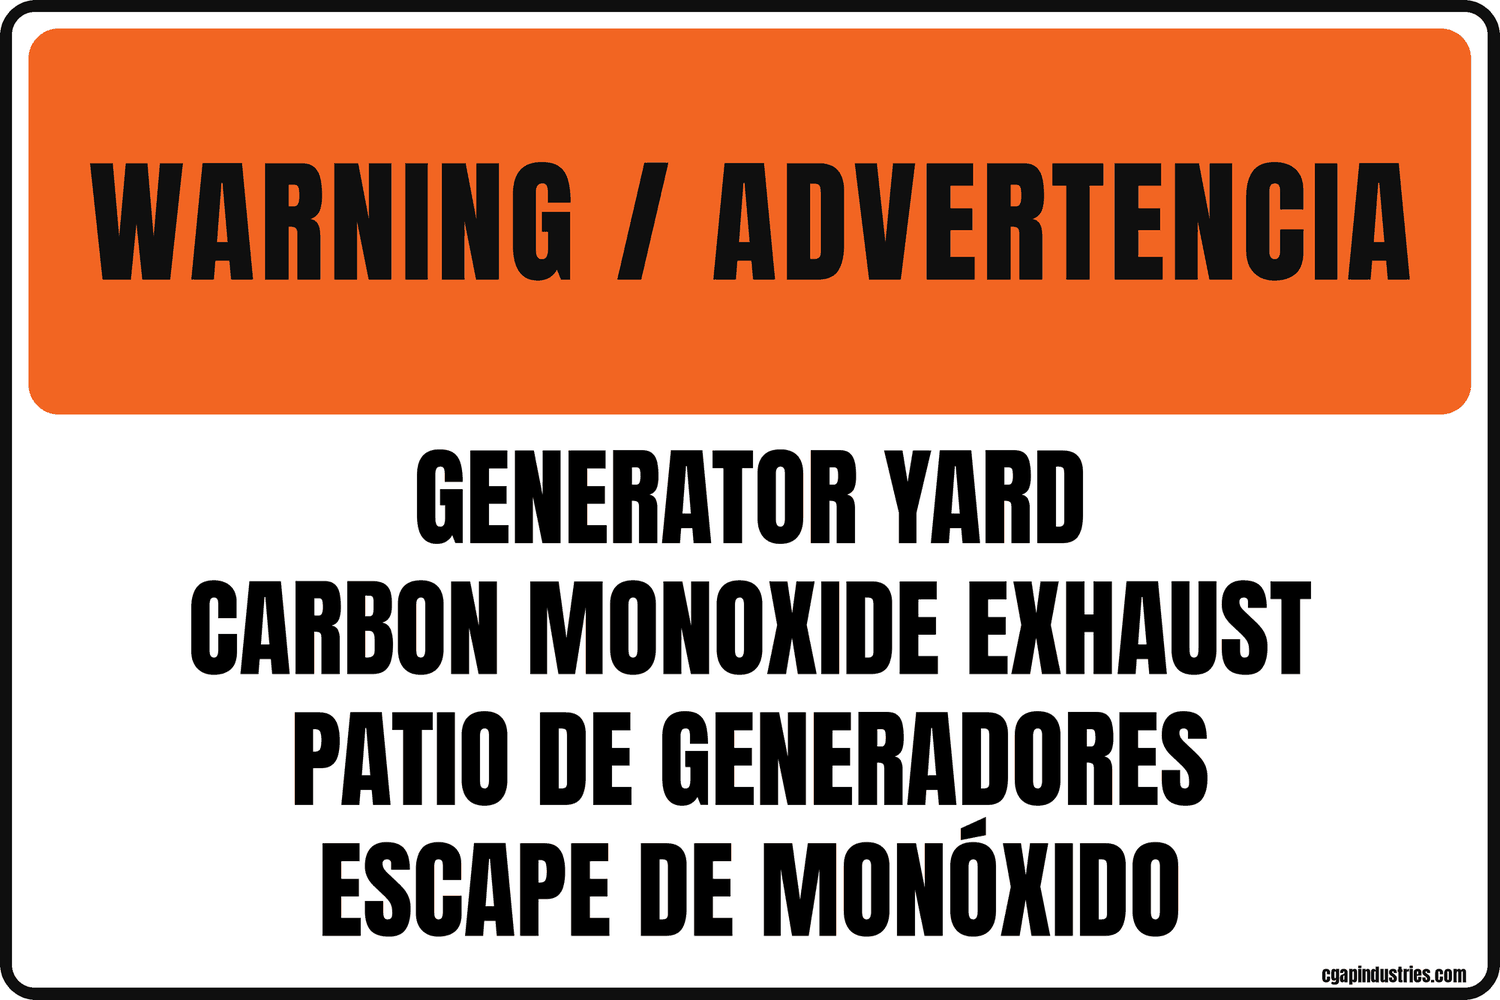 WARNING / ADVERTENCIA
GENERATOR YARD
CARBON MONOXIDE EXHAUST
PATIO DE GENERADORES
ESCAPE DE MONÓXIDO
cgapindustries.com